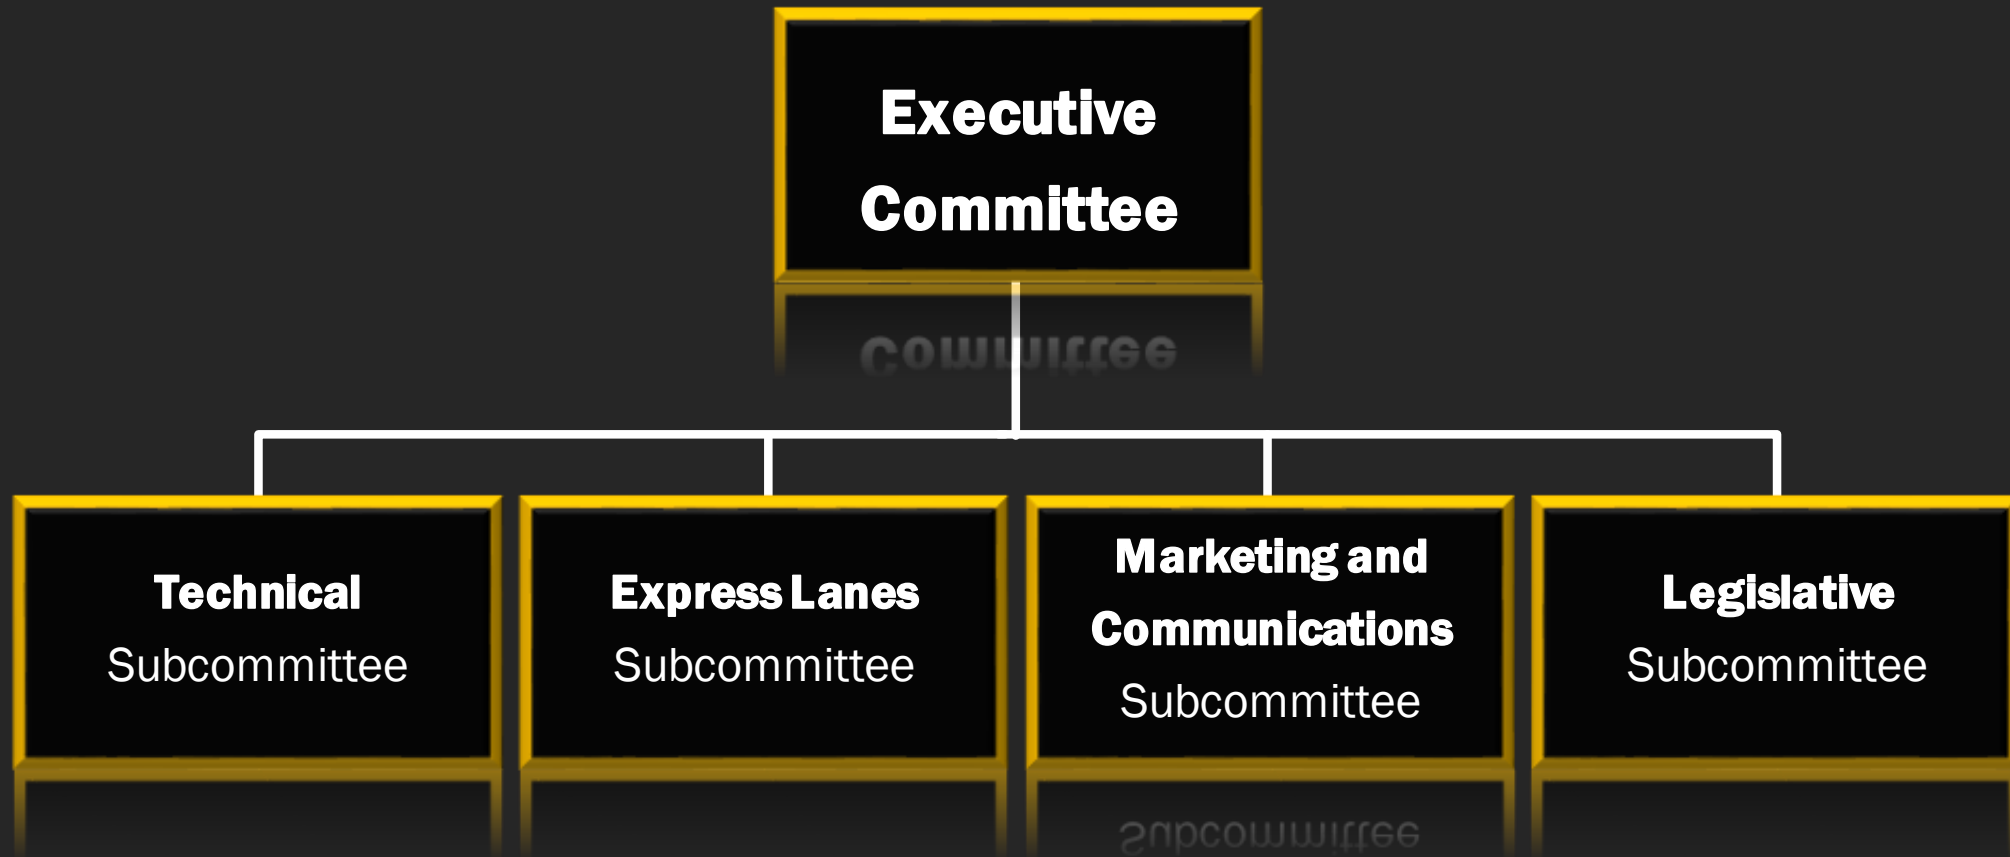 Executive
Committee
Technical
Subcommittee
Express Lanes
Subcommittee
Marketing and
Communications
Subcommittee
Legislative
Subcommittee